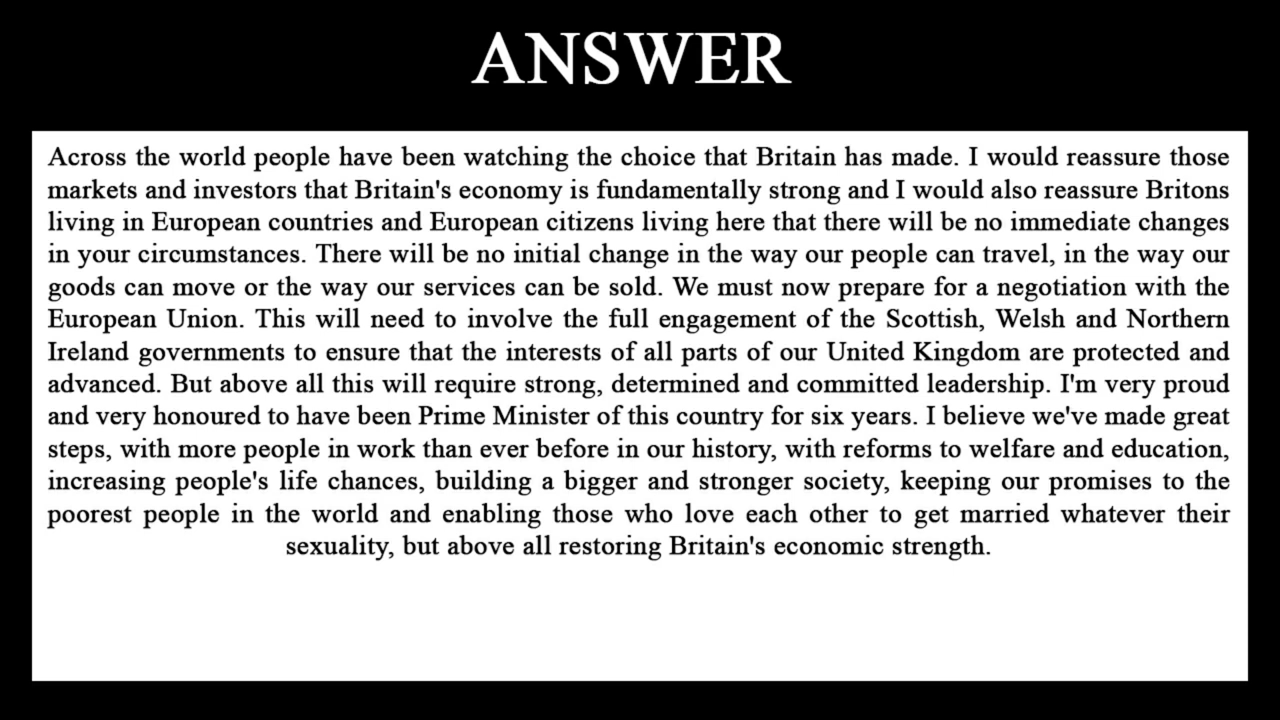 ANSWER
Across the world people have been watching the choice that Britain has made. I would reassure those
markets and investors that Britain's economy is fundamentally strong and I would also reassure Britons
living in European countries and European citizens living here that there will be no immediate changes
in your circumstances. There will be no initial change in the way our people can travel, in the way our
goods can move or the way our services can be sold. We must now prepare for a negotiation with the
European Union. This will need to involve the full engagement of the Scottish, Welsh and Northern
Ireland governments to ensure that the interests of all parts of our United Kingdom are protected and
advanced. But above all this will require strong, determined and committed leadership. I'm very proud
and very honoured to have been Prime Minister of this country for six years. I believe we've made great
steps, with more people in work than ever before in our history, with reforms to welfare and education,
increasing people's life chances, building a bigger and stronger society, keeping our promises to the
poorest people in the world and enabling those who love each other to get married whatever their
sexuality, but above all restoring Britain's economic strength.